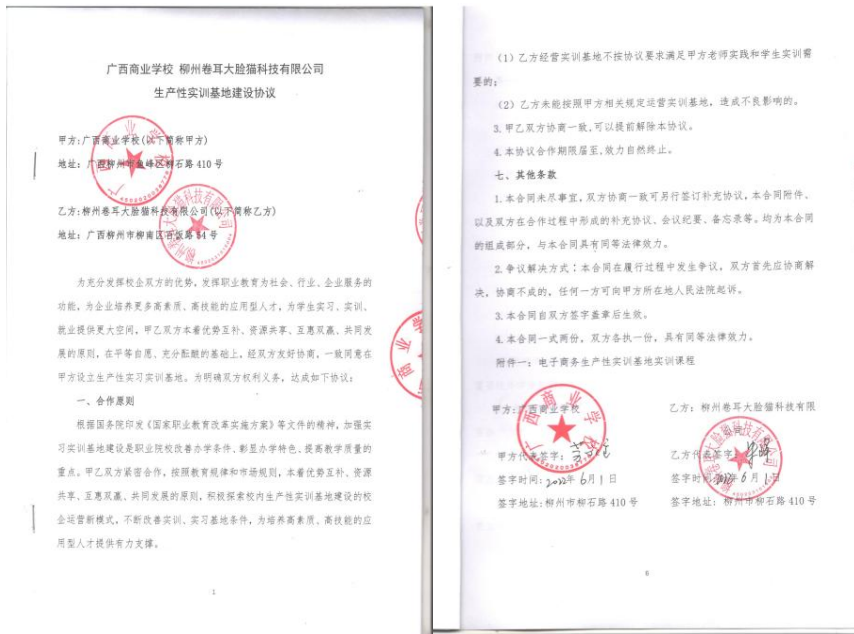 广西商业学校 柳州卷耳大脸猫科技有限公司
生产性实训基地建设协议
甲方:广西商业学校(以下简称甲方)
地址: 广西柳州市鱼峰区柳石路 410 号
乙方:柳州卷耳大脸猫科技有限公司(以下简称乙方)
地址: 广西柳州市柳南区百饭路 54 号
为充分发挥校企双方的优势,发挥职业教育为社会、行业、企业服务的
功能,为企业培养更多高素质、高技能的应用型人才,为学生实习、实训、
就业提供更大空间,甲乙双方本着优势互补、资源共享、互惠双赢、共同发
展的原则,在平等自愿、充分酝酿的基础上,经双方友好协商,一致同意在
甲方设立生产性实习实训基地。为明确双方权利义务,达成如下协议:
一、合作原则
根据国务院印发《国家职业教育改革实施方案》等文件的精神,加强实
习实训基地建设是职业院校改善办学条件、彰显办学特色、提高教学质量的
重点。甲乙双方紧密合作,按照教育规律和市场规则,本着优势互补、资源
共享、互惠双赢、共同发展的原则,积极探索校内生产性实训基地建设的校
企运营新模式,不断改善实训、实习基地条件,为培养高素质、高技能的应
用型人才提供有力支撑。
1
(1)乙方经营实训基地不按协议要求满足甲方老师实践和学生实训需
要的;
(2)乙方未能按照甲方相关规定运营实训基地,造成不良影响的。
3.甲乙双方协商一致,可以提前解除本协议。
4.本协议合作期限届至,效力自然终止。
七、其他条款
1.本合同未尽事宜,双方协商一致可另行签订补充协议,本合同附件、
以及双方在合作过程中形成的补充协议、会议纪要、备忘录等,均为本合同
的组成部分,与本合同具有同等法律效力。
2.争议解决方式:本合同在履行过程中发生争议,双方首先应协商解
决,协商不成的,任何一方可向甲方所在地人民法院起诉。
3.本合同自双方签字盖章后生效。
4.本合同一式两份,双方各执一份,具有同等法律效力。
附件一:电子商务生产性实训基地实训课程
甲方:广西商业学校
甲方代表签字:
签字时间:2022年 6月 1日
签字地址:柳州市柳石路 410 号
乙方:柳州卷耳大脸猫科技有限
公司
乙方代表签字:
签字时间:2022年 6月 1日
签字地址:柳州市柳石路 410 号
6